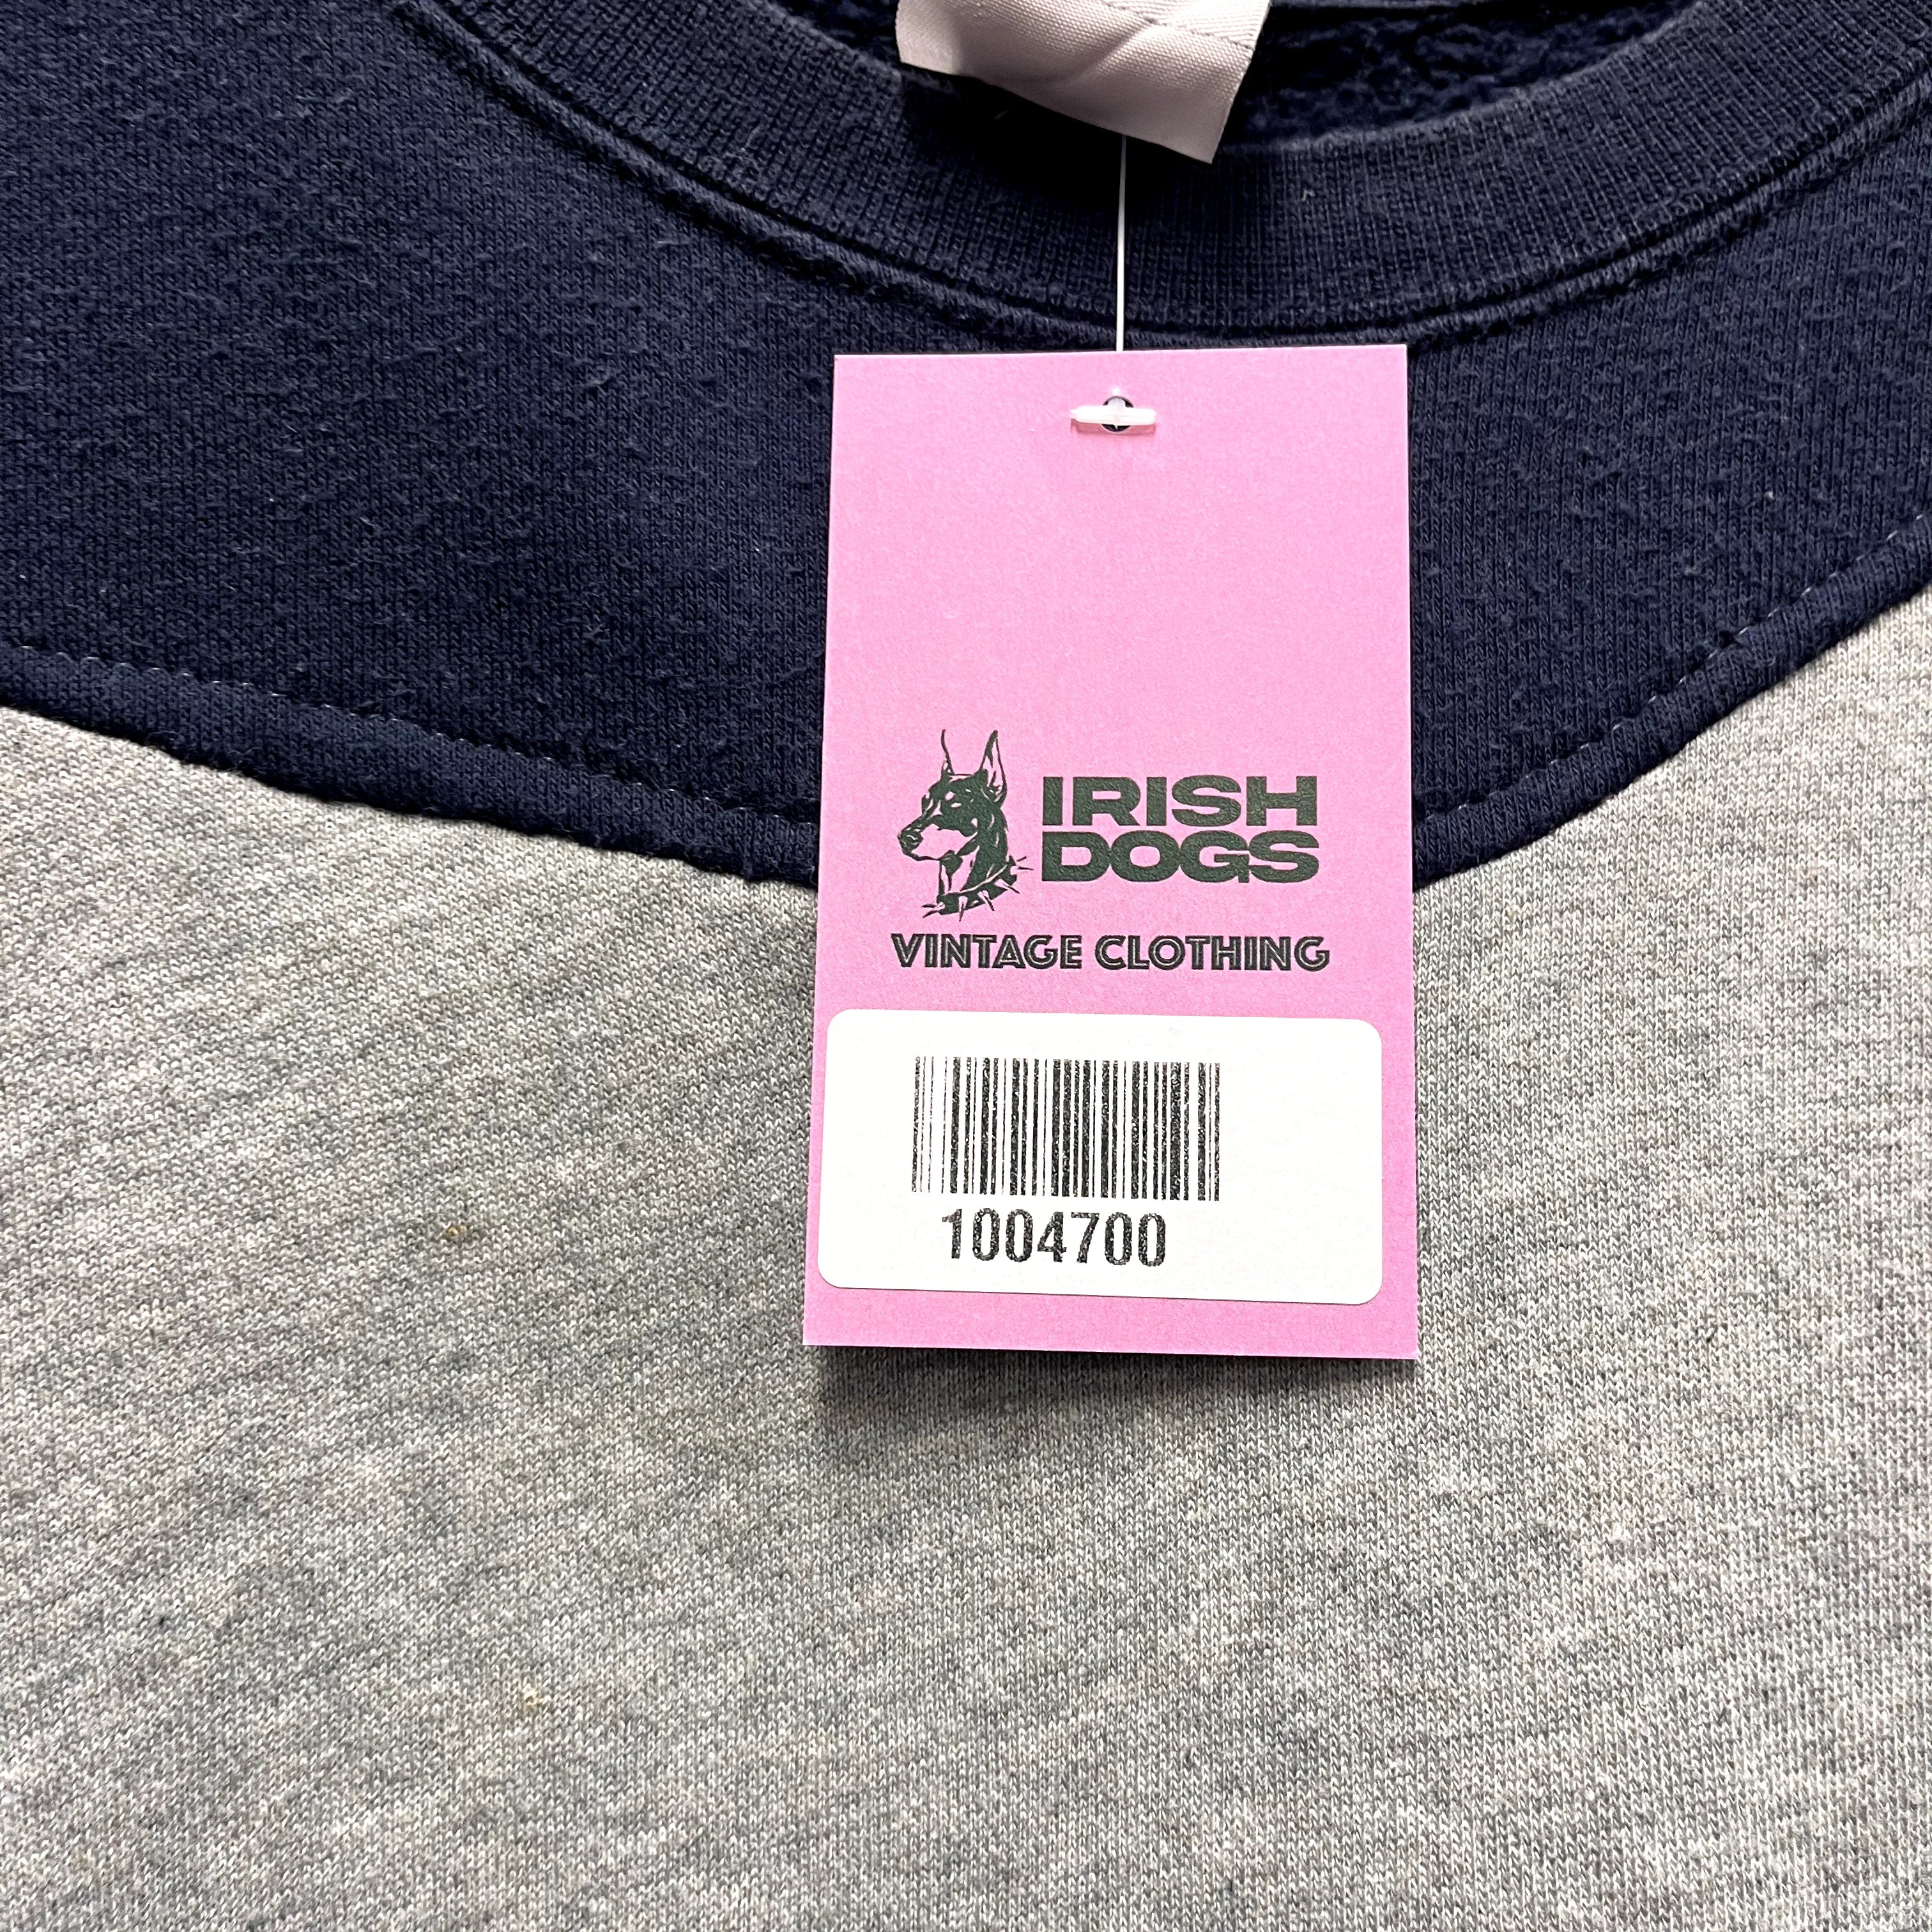 IRISH
DOGS
VINTAGE CLOTHING
1004700